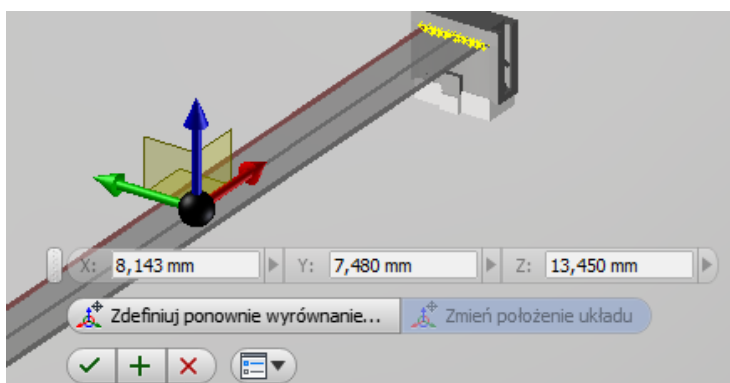 X: 8,143 mm Y: 7,480 mm Z: 13,450 mm
Zdefiniuj ponownie wyrównanie... Zmień położenie układu